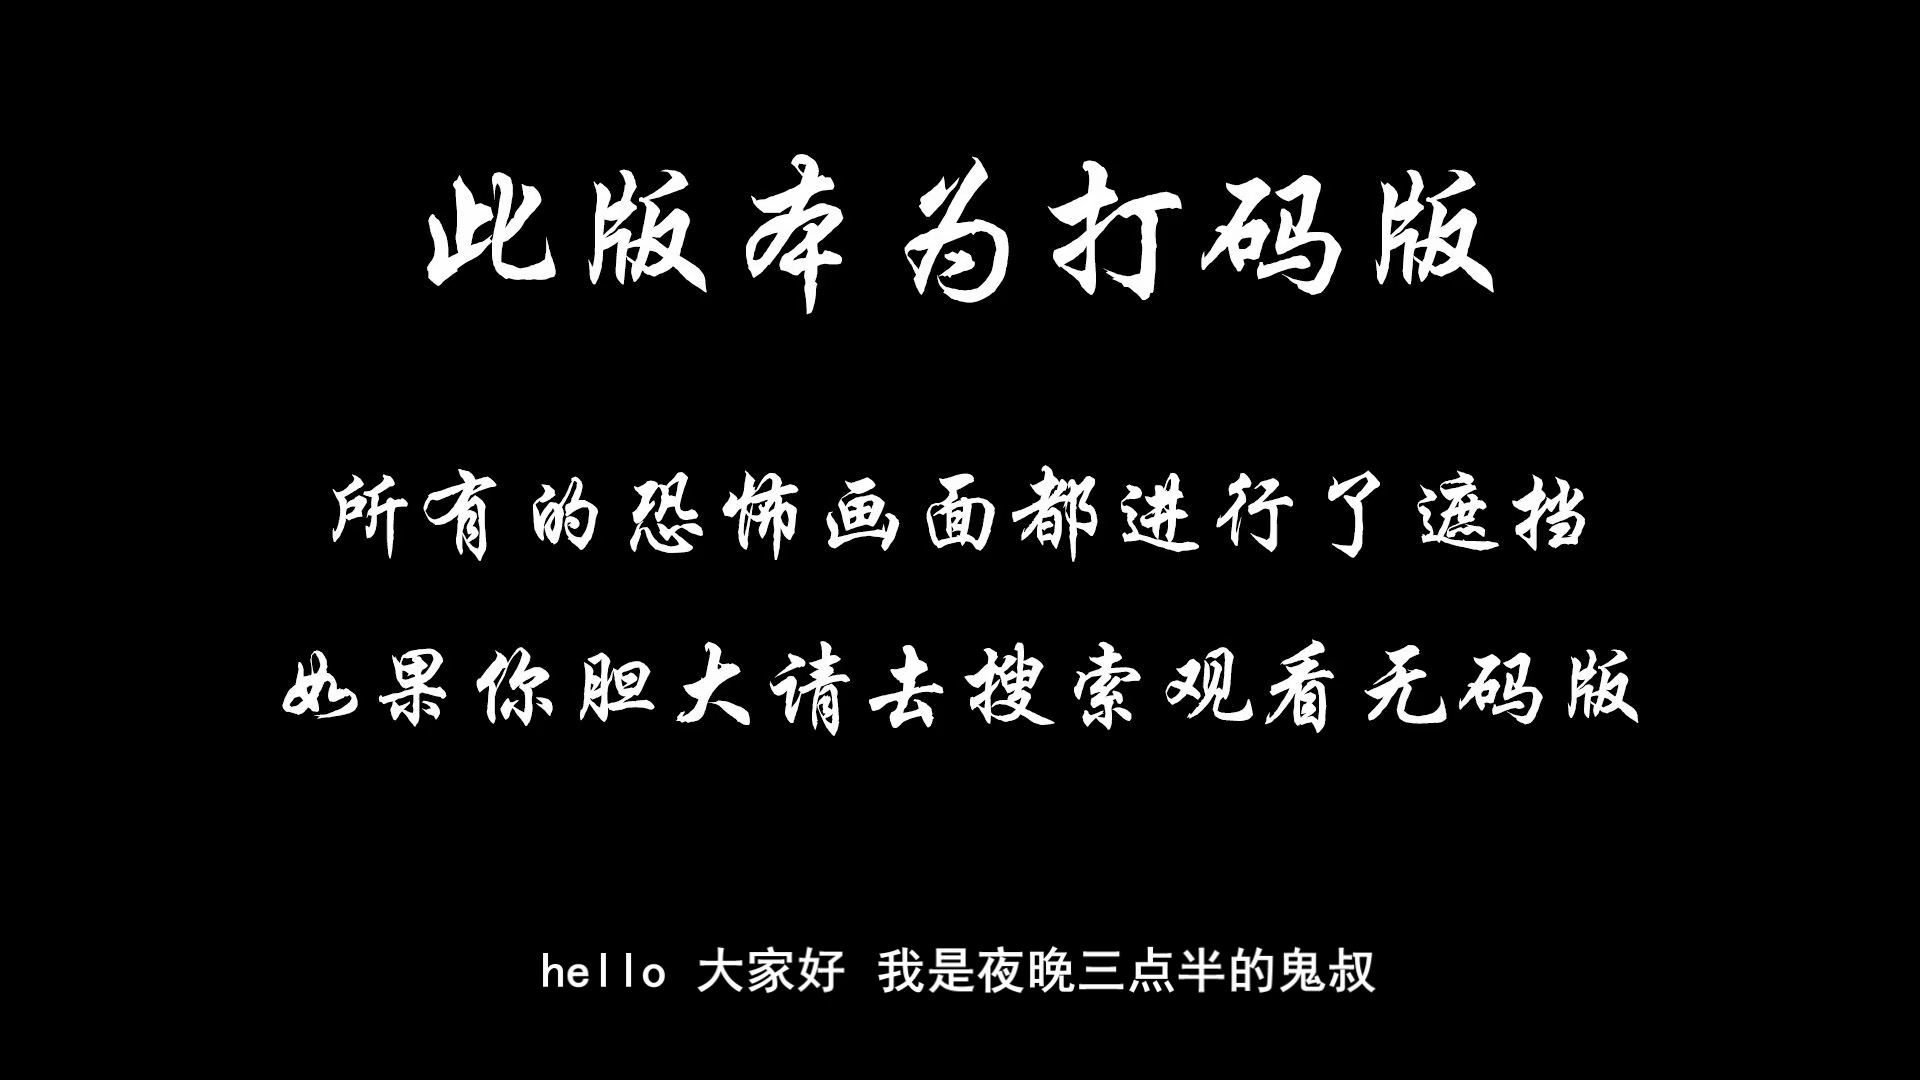 此版本为打码版
所有的恐怖画面都进行了遮挡
如果你胆大请去搜索观看无码版
hello 大家好 我是夜晚三点半的鬼叔